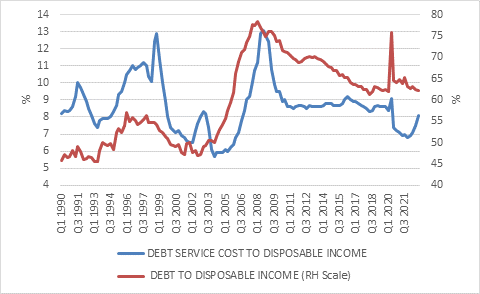 14
13
12
11
10
9
8
7
6
5
4
%
80
75
70
65
60
55
50
45
40
%
Q1 1990
Q3 1991
Q1 1993
Q3 1994
Q1 1996
Q3 1997
Q1 1999
Q3 2000
Q1 2002
Q3 2003
Q1 2005
Q3 2006
Q1 2008
Q3 2009
Q1 2011
Q3 2012
Q1 2014
Q3 2015
Q1 2017
Q3 2018
Q1 2020
Q3 2021
DEBT SERVICE COST TO DISPOSABLE INCOME
DEBT TO DISPOSABLE INCOME (RH Scale)